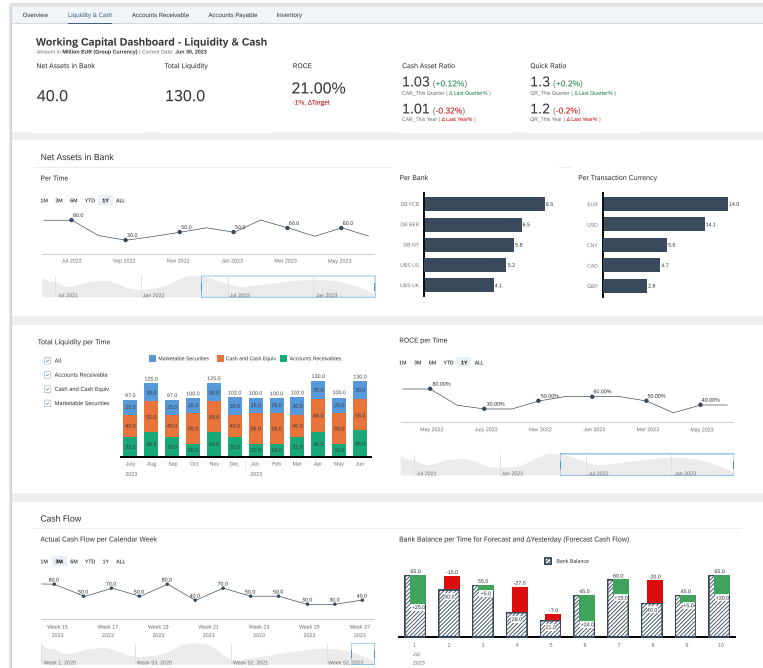 Overview Liquidity & Cash Accounts Receivable Accounts Payable Inventory
Working Capital Dashboard - Liquidity & Cash
Amount in Million EUR (Group Currency) | Current Date: Jun 30, 2023
Net Assets in Bank Total Liquidity ROCE Cash Asset Ratio Quick Ratio
40.0 130.0 21.00% 1.03 (+0.12%) 1.3 (+0.2%)
-1%, ΔTarget CAR_This Quarter ( Δ Last Quarter% ) QR_This Quarter ( Δ Last Quarter% )
1.01 (-0.32%) 1.2 (-0.2%)
CAR_This Year ( Δ Last Year% ) QR_This Year ( Δ Last Year% )
Net Assets in Bank
Per Time
1M 3M 6M YTD 1Y ALL
80.0 30.0 50.0 50.0 60.0 60.0
Jul 2022 Sep 2022 Nov 2022 Jan 2023 Mar 2023 May 2023
Jul 2021 Jan 2022 Jul 2022 Jan 2023
Per Bank
DB FCB 8.5
DB BER 6.5
DB NY 5.8
UBS US 5.2
UBS UK 4.1
Per Transaction Currency
EUR 14.0
USD 14.1
CNY 5.6
CAD 4.7
GBP 2.8
Total Liquidity per Time
All
Accounts Receivable
Cash and Cash Equiv
Marketable Securities
Marketable Securities Cash and Cash Equiv Accounts Receivables
97.0 125.0 97.0 100.0 125.0 102.0 100.0 100.0 102.0 130.0 100.0 130.0
July Aug Sep Oct Nov Dec Jan Feb Mar Apr May Jun
2023 2023
ROCE per Time
1M 3M 6M YTD 1Y ALL
80.00% 30.00% 50.00% 60.00% 50.00% 40.00%
May 2022 July 2022 Nov 2022 Jan 2023 Mar 2023 May 2023
Jul 2021 Jan 2022 Jul 2022 Jan 2023
Cash Flow
Actual Cash Flow per Calendar Week
1M 3M 6M YTD 1Y ALL
80.0 50.0 70.0 50.0 80.0 40.0 70.0 50.0 50.0 30.0 30.0 40.0
Week 15 Week 17 Week 19 Week 21 Week 23 Week 25 Week 27
2023 2023 2023 2023 2023 2023 2023
Week 1, 2020 Week 53, 2020 Week 52, 2021 Week 52, 2022
Bank Balance per Time for Forecast and ΔYesterday (Forecast Cash Flow)
Bank Balance
65.0 -15.0 55.0 -27.0 -7.0 45.0 60.0 -20.0 45.0 65.0
+25.0 +5.0 +24.0 +15.0 +5.0 +20.0
1 2 3 4 5 6 7 8 9 10
Jul
2023